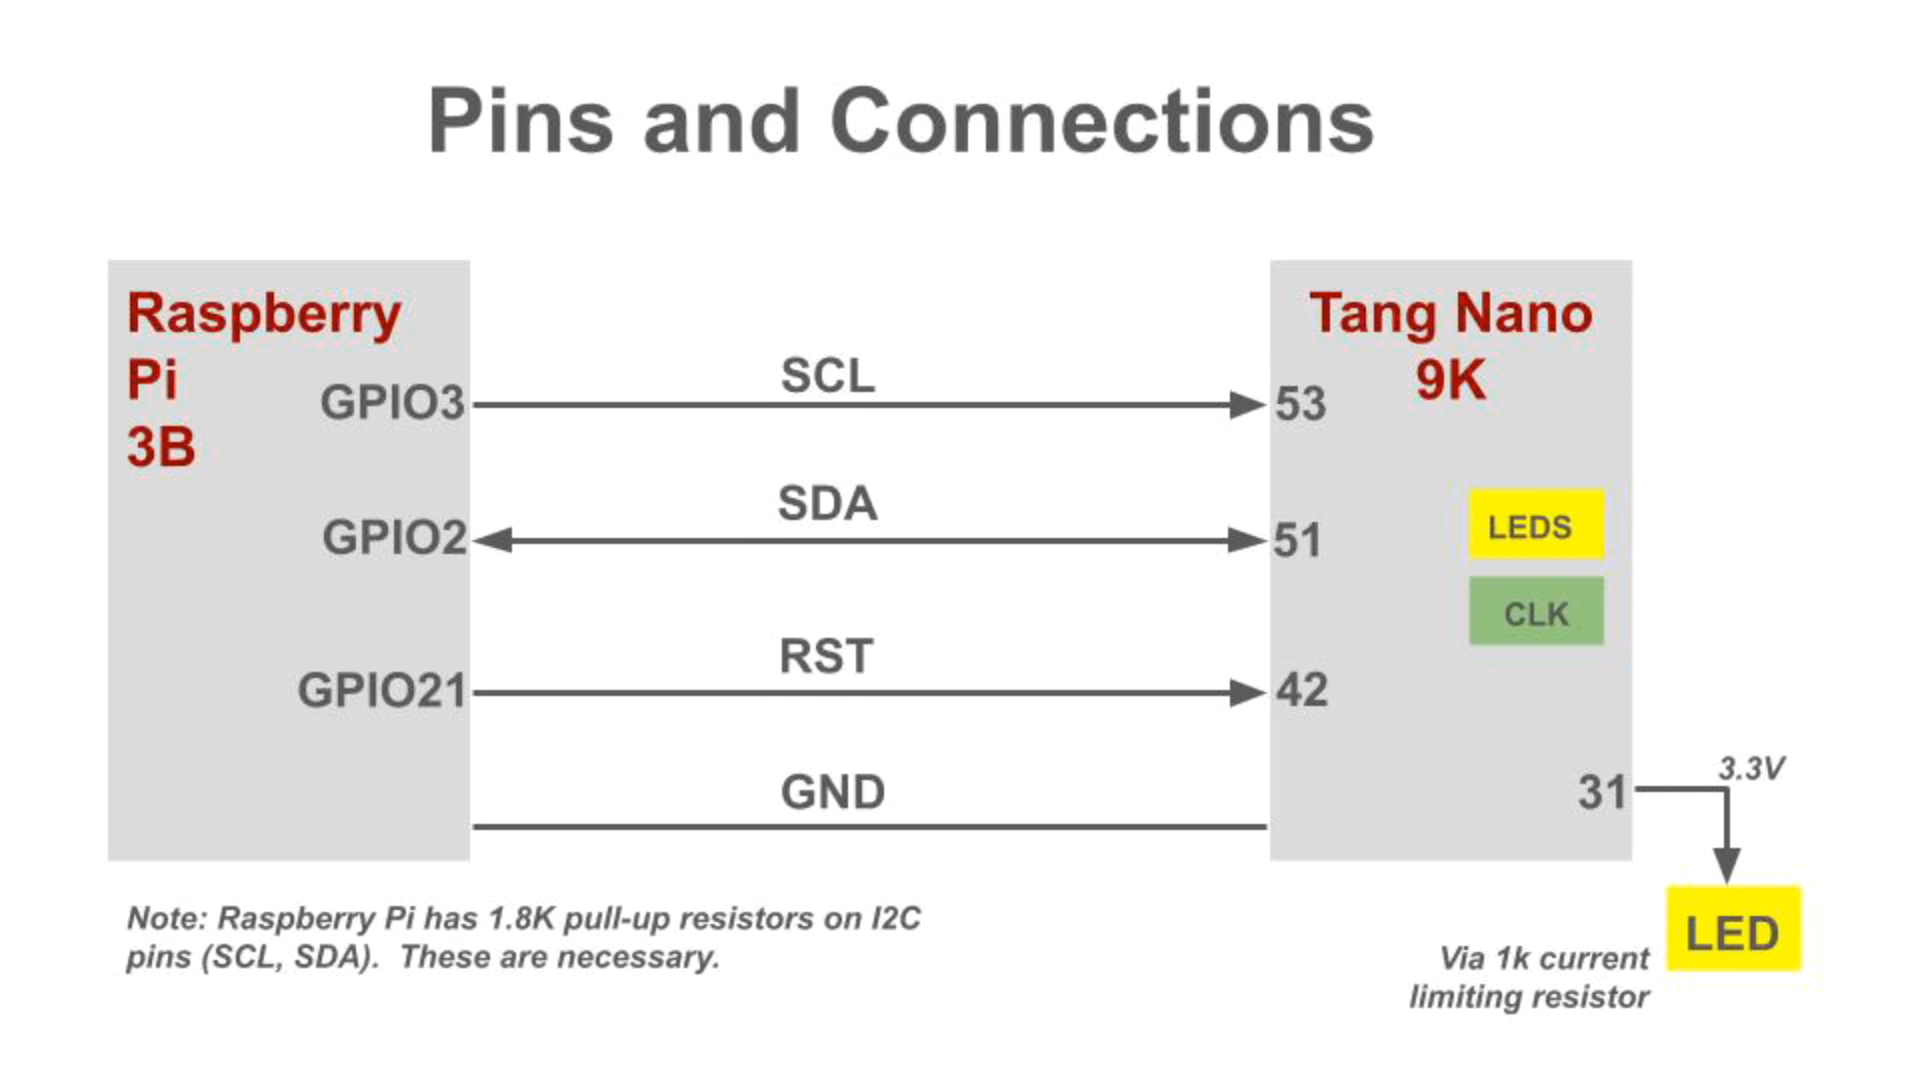 Pins and Connections
Raspberry
Pi
3B
GPIO3
SCL
53
Tang Nano
9K
GPIO2
SDA
51
LEDS
CLK
GPIO21
RST
42
GND
31
3.3V
LED
Note: Raspberry Pi has 1.8K pull-up resistors on I2C
pins (SCL, SDA).  These are necessary.
Via 1k current
limiting resistor